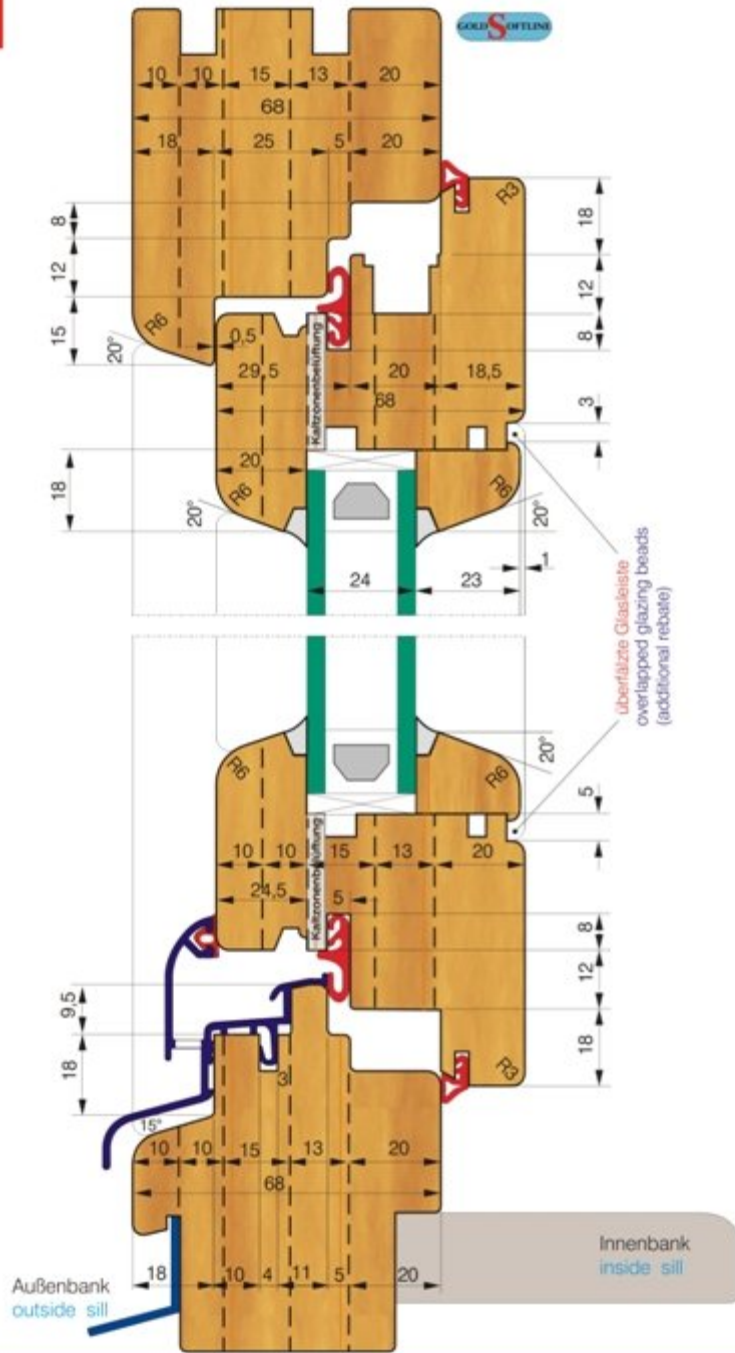 GOLD SOFTLINE
10 10 15 13 20
68
18 25 5 20
R3
18
8
12
12
15
R6
20°
0,5
8
29,5 20 18,5
68
3
Kaltzonenbelüftung
20
18
R6
R6
20°
20°
1
24 23
überfälzte Glasleiste
overlapped glazing beads
(additional rebate)
20°
R6
R6
5
10 10 15 13 20
24,5 5
Kaltzonenbelüftung
8
12
9,5
18
18
R3
3
15°
10 10 15 13 20
68
Innenbank
inside sill
18 10 4 11 5 20
Außenbank
outside sill